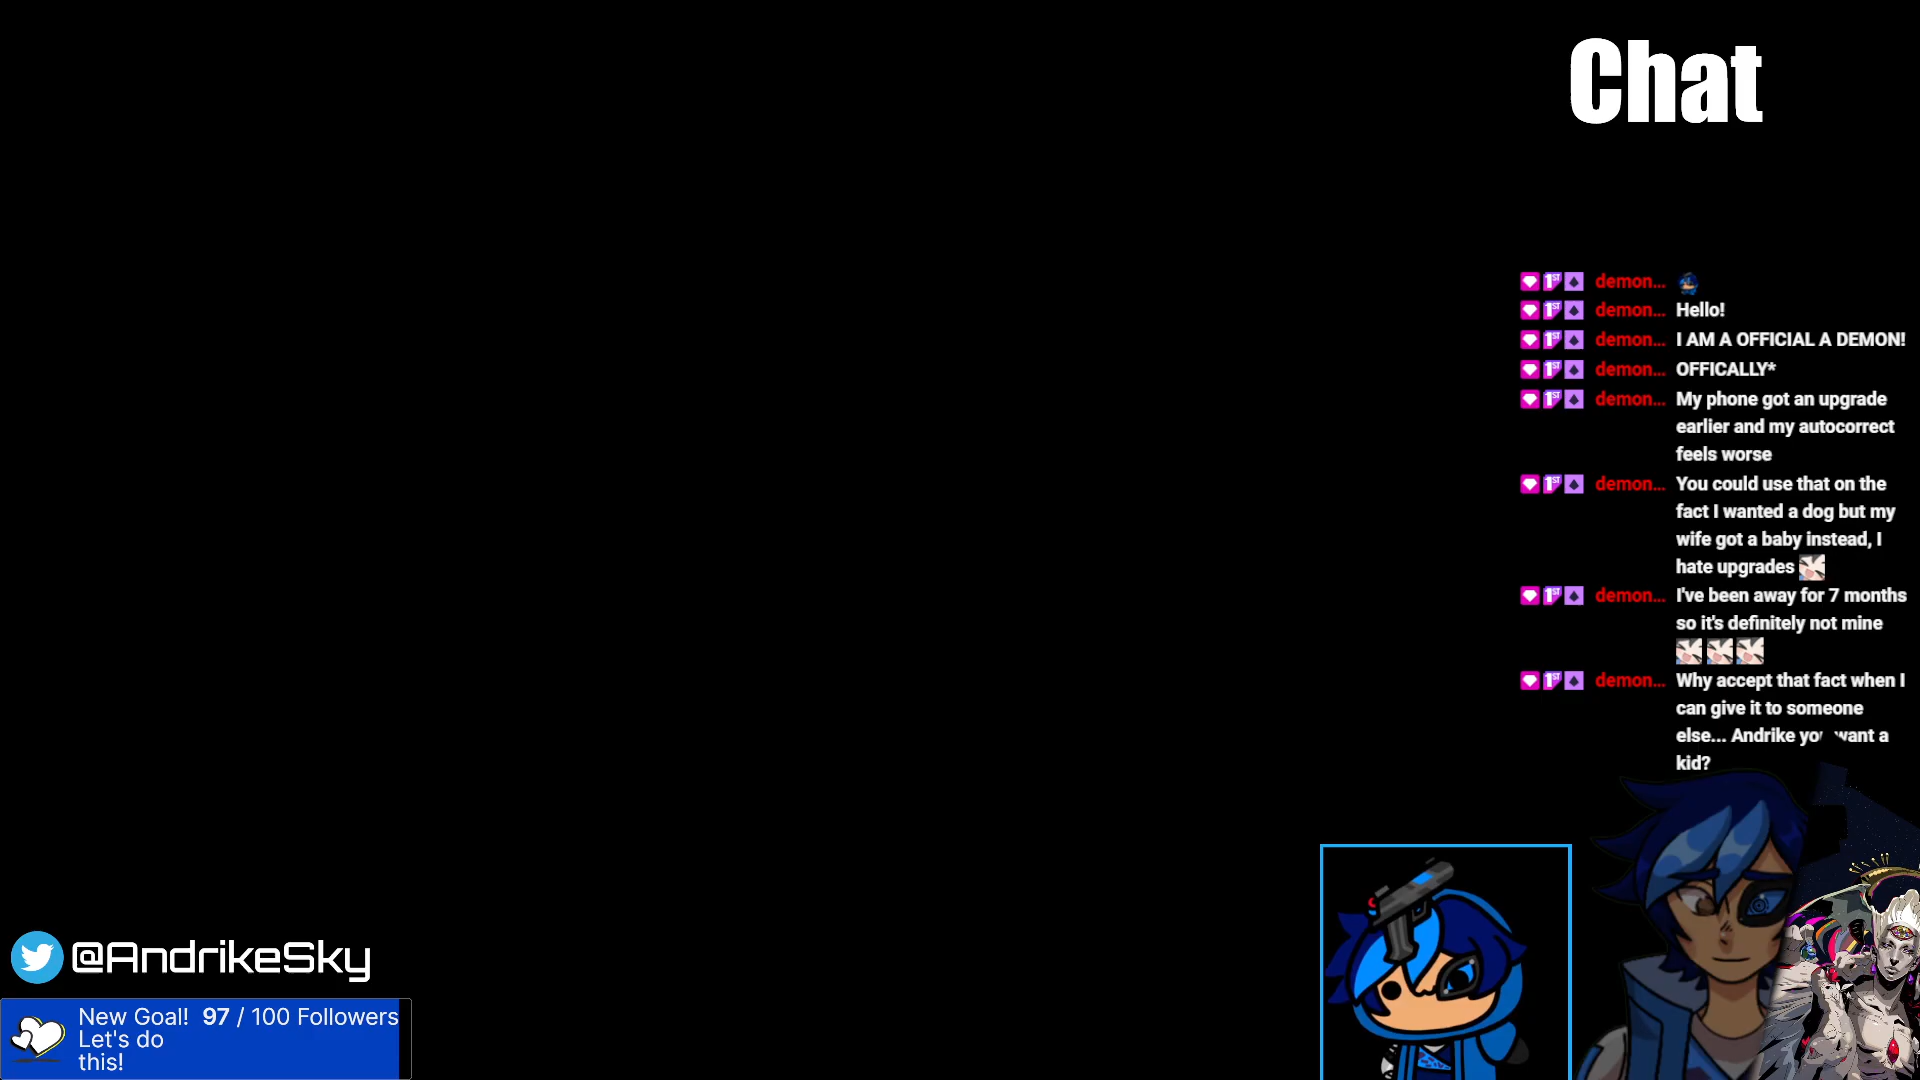 Chat
demon...
demon... Hello!
demon... I AM A OFFICIAL A DEMON!
demon... OFFICALLY*
demon... My phone got an upgrade
earlier and my autocorrect
feels worse
demon... You could use that on the
fact I wanted a dog but my
wife got a baby instead, I
hate upgrades
demon... I've been away for 7 months
so it's definitely not mine
demon... Why accept that fact when I
can give it to someone
else... Andrike you want a
kid?
@AndrikeSky
New Goal! 97 / 100 Followers
Let's do
this!